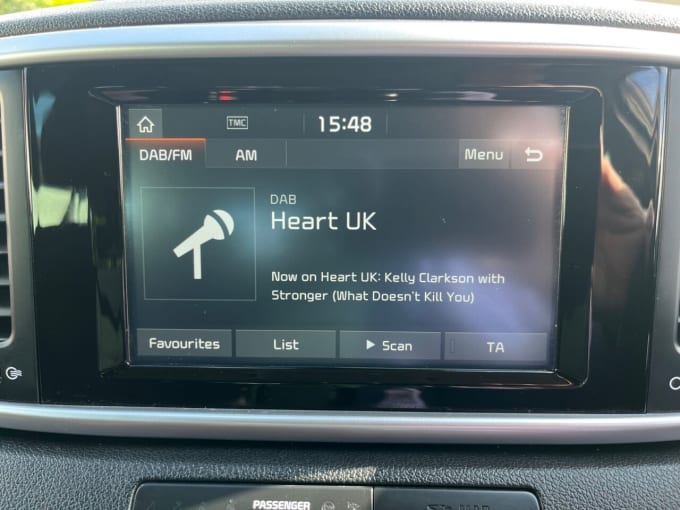 TMC
15:48
DAB/FM AM Menu
DAB
Heart UK
Now on Heart UK: Kelly Clarkson with
Stronger (What Doesn't Kill You)
Favourites List Scan TA
PASSENGER